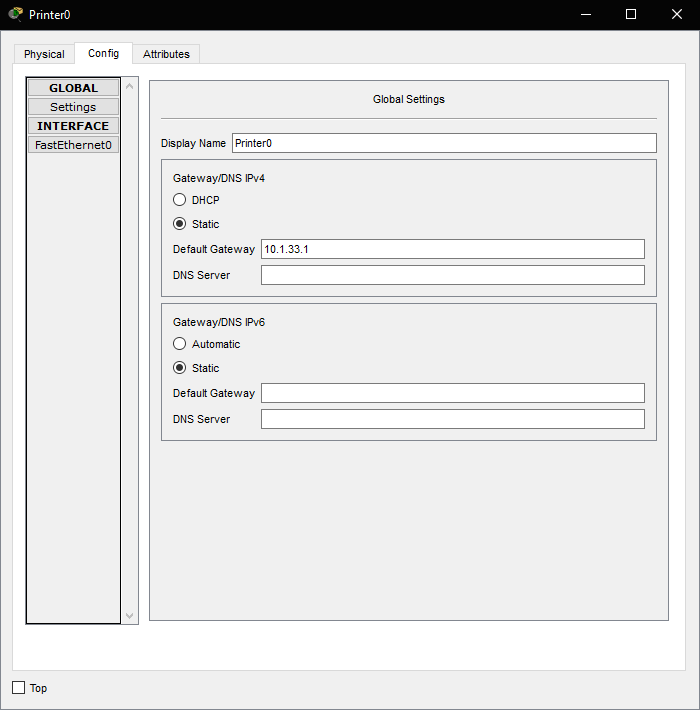 Printer0
Physical
Config
Attributes
GLOBAL
Settings
INTERFACE
FastEthernet0
Global Settings
Display Name Printer0
Gateway/DNS IPv4
DHCP
Static
Default Gateway 10.1.33.1
DNS Server
Gateway/DNS IPv6
Automatic
Static
Default Gateway
DNS Server
Top